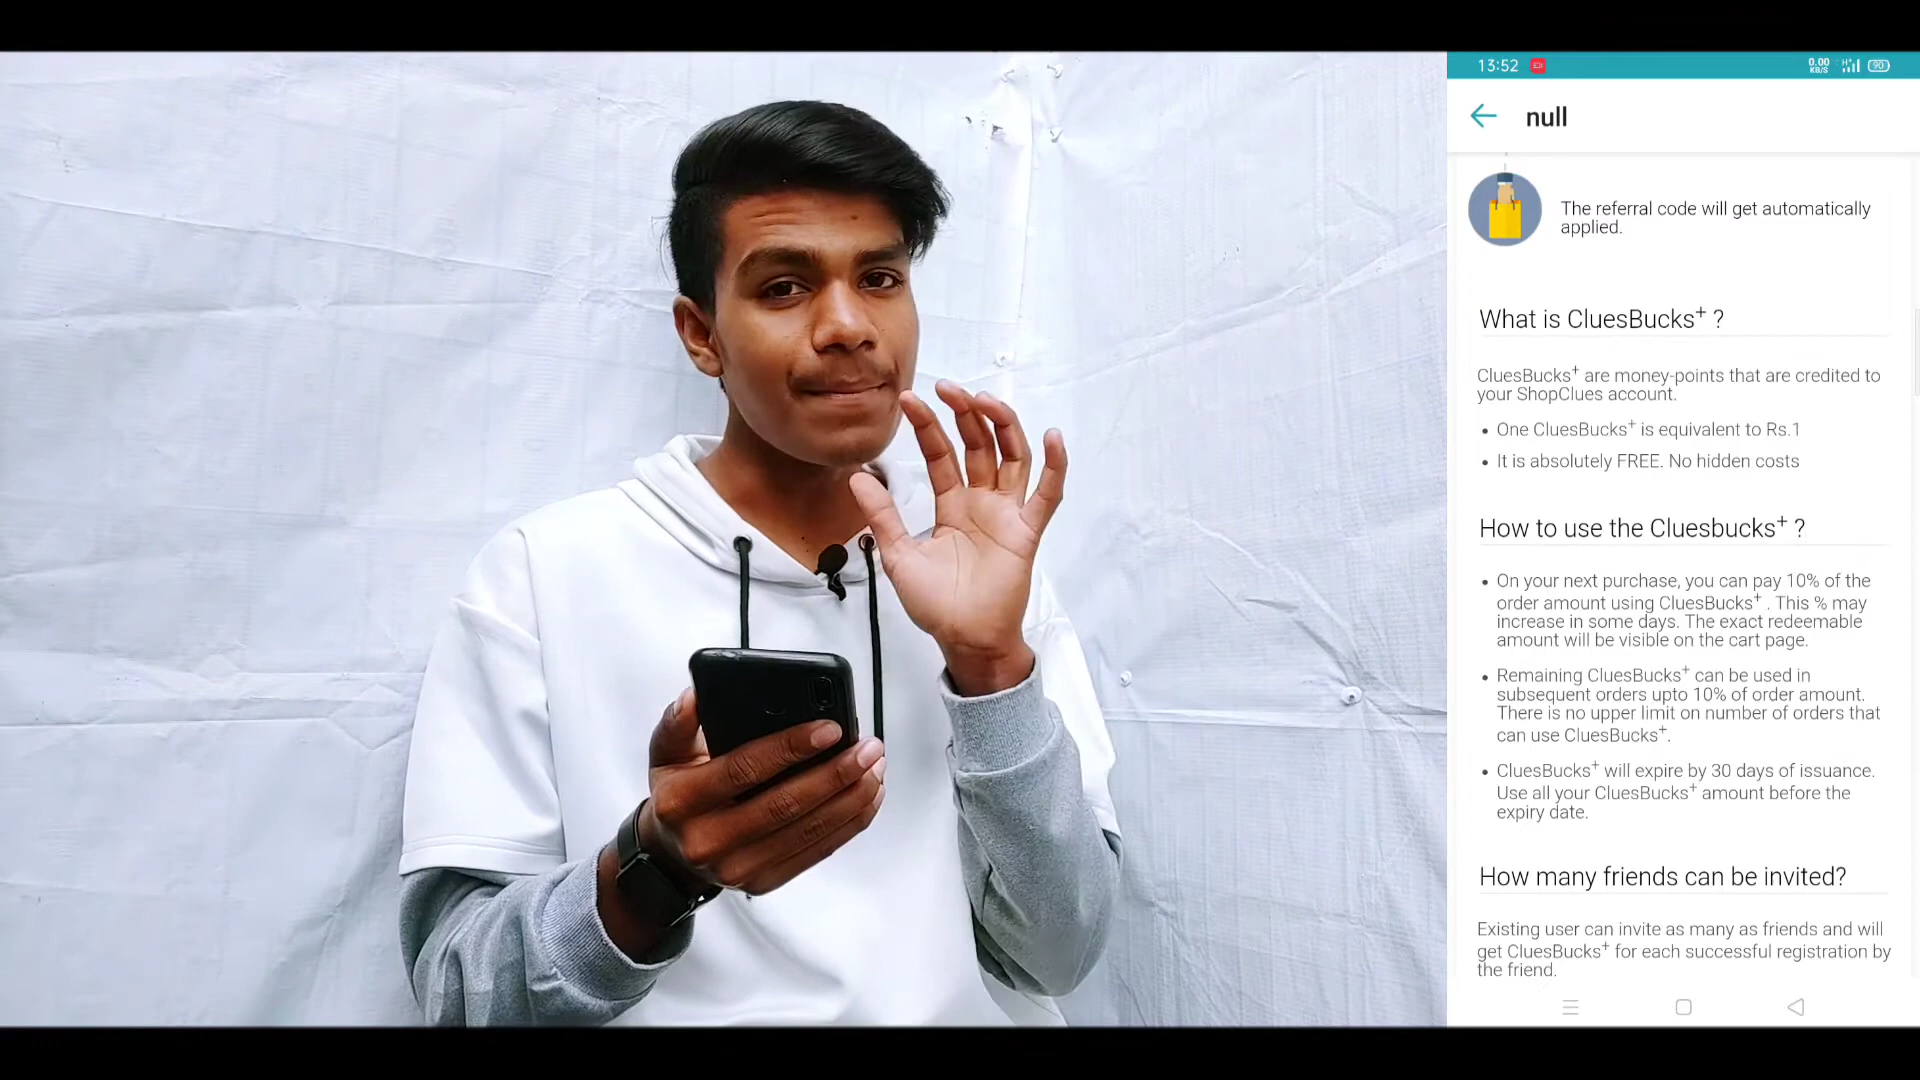 13:52
0.00
KB/S
90
null
The referral code will get automatically
applied.
What is CluesBucks+ ?
CluesBucks+ are money-points that are credited to
your ShopClues account.
• One CluesBucks+ is equivalent to Rs.1
• It is absolutely FREE. No hidden costs
How to use the Cluesbucks+ ?
• On your next purchase, you can pay 10% of the
order amount using CluesBucks+ . This % may
increase in some days. The exact redeemable
amount will be visible on the cart page.
• Remaining CluesBucks+ can be used in
subsequent orders upto 10% of order amount.
There is no upper limit on number of orders that
can use CluesBucks+.
• CluesBucks+ will expire by 30 days of issuance.
Use all your CluesBucks+ amount before the
expiry date.
How many friends can be invited?
Existing user can invite as many as friends and will
get CluesBucks+ for each successful registration by
the friend.